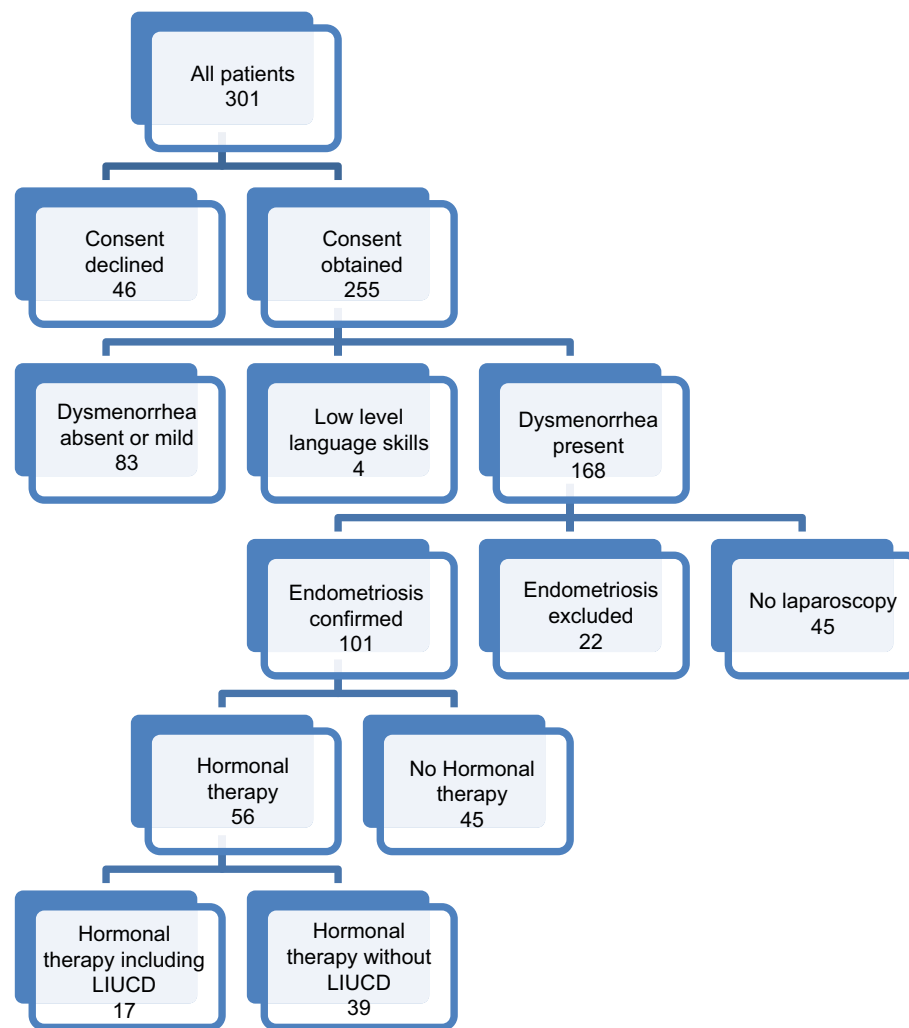 All patients
301
Consent
declined
46
Consent
obtained
255
Dysmenorrhea
absent or mild
83
Low level
language skills
4
Dysmenorrhea
present
168
Endometriosis
confirmed
101
Endometriosis
excluded
22
No laparoscopy
45
Hormonal
therapy
56
No Hormonal
therapy
45
Hormonal
therapy including
LIUCD
17
Hormonal
therapy without
LIUCD
39